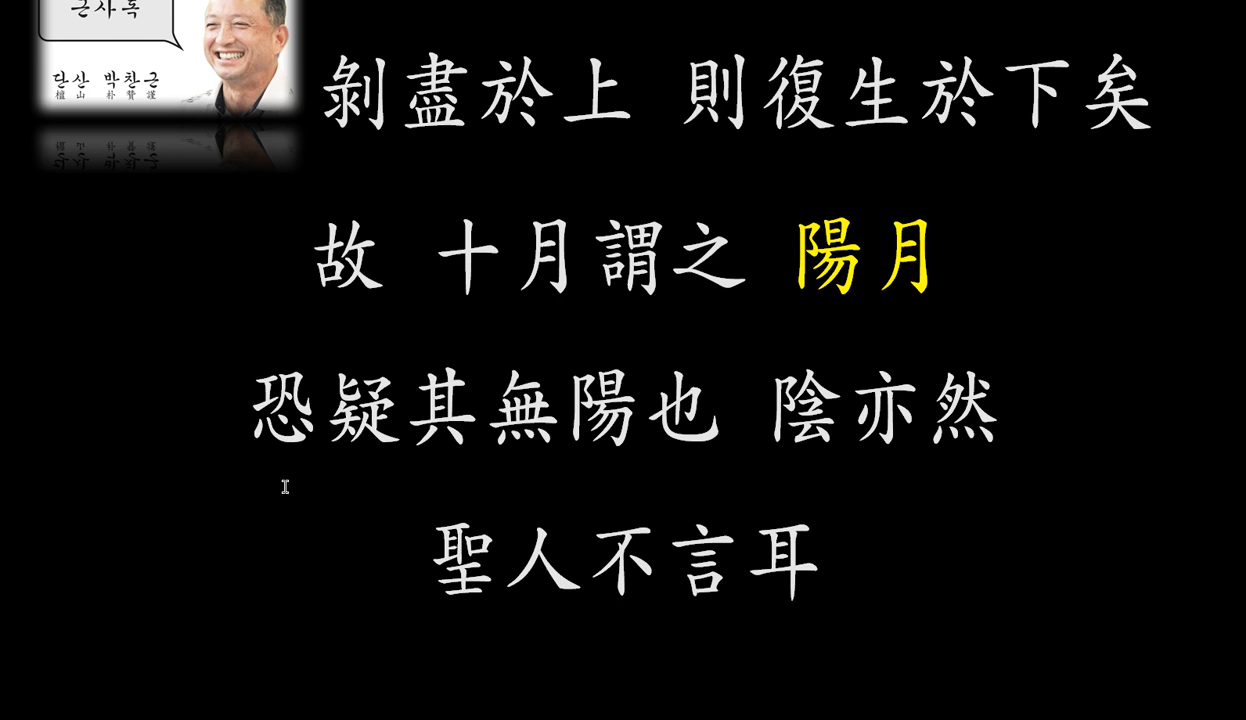 근사록
단산 박찬근
檀山 朴贊謹
剝盡於上 則復生於下矣
故 十月謂之 陽月
恐疑其無陽也 陰亦然
聖人不言耳